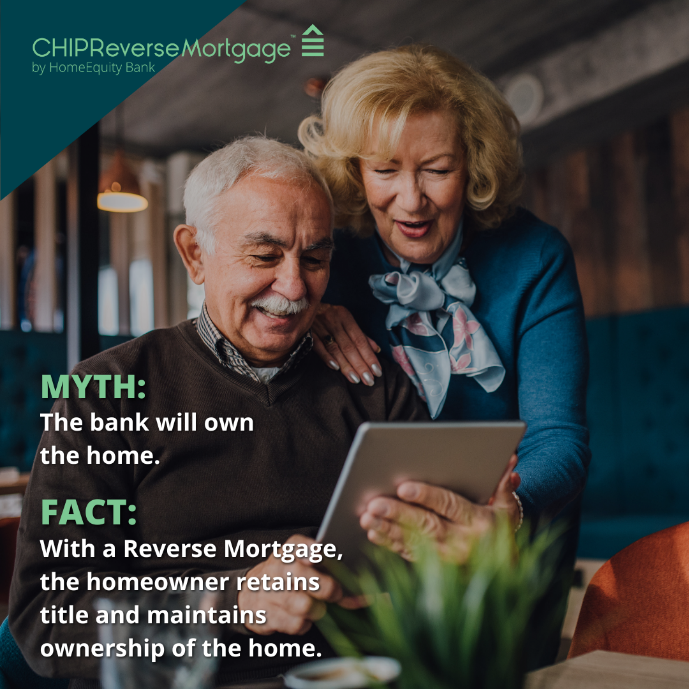 CHIPReverseMortgage™
by HomeEquity Bank
MYTH:
The bank will own
the home.
FACT:
With a Reverse Mortgage,
the homeowner retains
title and maintains
ownership of the home.